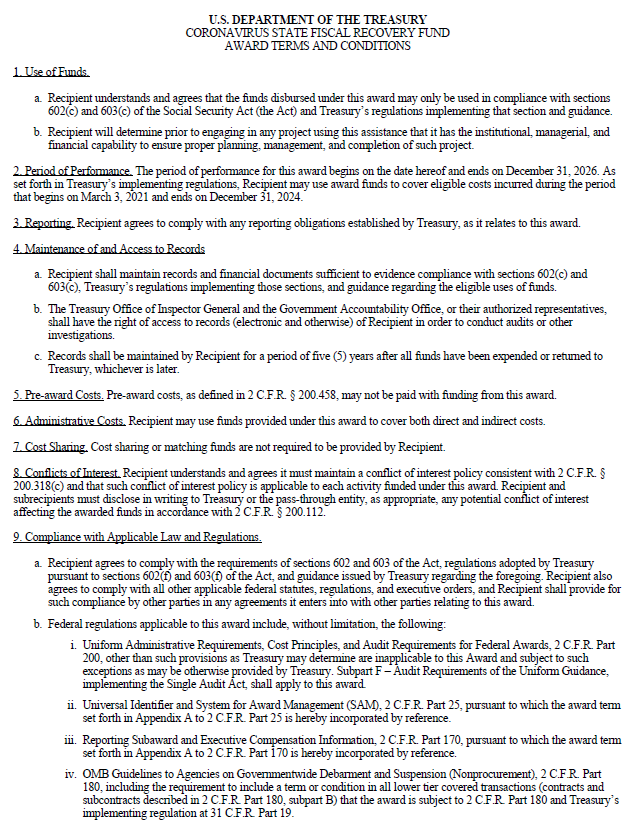 U.S. DEPARTMENT OF THE TREASURY
CORONAVIRUS STATE FISCAL RECOVERY FUND
AWARD TERMS AND CONDITIONS
1. Use of Funds.
a. Recipient understands and agrees that the funds disbursed under this award may only be used in compliance with sections
602(c) and 603(c) of the Social Security Act (the Act) and Treasury's regulations implementing that section and guidance.
b. Recipient will determine prior to engaging in any project using this assistance that it has the institutional, managerial, and
financial capability to ensure proper planning, management, and completion of such project.
2. Period of Performance. The period of performance for this award begins on the date hereof and ends on December 31, 2026. As
set forth in Treasury's implementing regulations, Recipient may use award funds to cover eligible costs incurred during the period
that begins on March 3, 2021 and ends on December 31, 2024.
3. Reporting. Recipient agrees to comply with any reporting obligations established by Treasury, as it relates to this award.
4. Maintenance of and Access to Records
a. Recipient shall maintain records and financial documents sufficient to evidence compliance with sections 602(c) and
603(c), Treasury's regulations implementing those sections, and guidance regarding the eligible uses of funds.
b. The Treasury Office of Inspector General and the Government Accountability Office, or their authorized representatives,
shall have the right of access to records (electronic and otherwise) of Recipient in order to conduct audits or other
investigations.
c. Records shall be maintained by Recipient for a period of five (5) years after all funds have been expended or returned to
Treasury, whichever is later.
5. Pre-award Costs. Pre-award costs, as defined in 2 C.F.R. § 200.458, may not be paid with funding from this award.
6. Administrative Costs. Recipient may use funds provided under this award to cover both direct and indirect costs.
7. Cost Sharing. Cost sharing or matching funds are not required to be provided by Recipient.
8. Conflicts of Interest. Recipient understands and agrees it must maintain a conflict of interest policy consistent with 2 C.F.R. §
200.318(c) and that such conflict of interest policy is applicable to each activity funded under this award. Recipient and
subrecipients must disclose in writing to Treasury or the pass-through entity, as appropriate, any potential conflict of interest
affecting the awarded funds in accordance with 2 C.F.R. § 200.112.
9. Compliance with Applicable Law and Regulations.
a. Recipient agrees to comply with the requirements of sections 602 and 603 of the Act, regulations adopted by Treasury
pursuant to sections 602(f) and 603(f) of the Act, and guidance issued by Treasury regarding the foregoing. Recipient also
agrees to comply with all other applicable federal statutes, regulations, and executive orders, and Recipient shall provide for
such compliance by other parties in any agreements it enters into with other parties relating to this award.
b. Federal regulations applicable to this award include, without limitation, the following:
i. Uniform Administrative Requirements, Cost Principles, and Audit Requirements for Federal Awards, 2 C.F.R. Part
200, other than such provisions as Treasury may determine are inapplicable to this Award and subject to such
exceptions as may be otherwise provided by Treasury. Subpart F – Audit Requirements of the Uniform Guidance,
implementing the Single Audit Act, shall apply to this award.
ii. Universal Identifier and System for Award Management (SAM), 2 C.F.R. Part 25, pursuant to which the award term
set forth in Appendix A to 2 C.F.R. Part 25 is hereby incorporated by reference.
iii. Reporting Subaward and Executive Compensation Information, 2 C.F.R. Part 170, pursuant to which the award term
set forth in Appendix A to 2 C.F.R. Part 170 is hereby incorporated by reference.
iv. OMB Guidelines to Agencies on Governmentwide Debarment and Suspension (Nonprocurement), 2 C.F.R. Part
180, including the requirement to include a term or condition in all lower tier covered transactions (contracts and
subcontracts described in 2 C.F.R. Part 180, subpart B) that the award is subject to 2 C.F.R. Part 180 and Treasury's
implementing regulation at 31 C.F.R. Part 19.